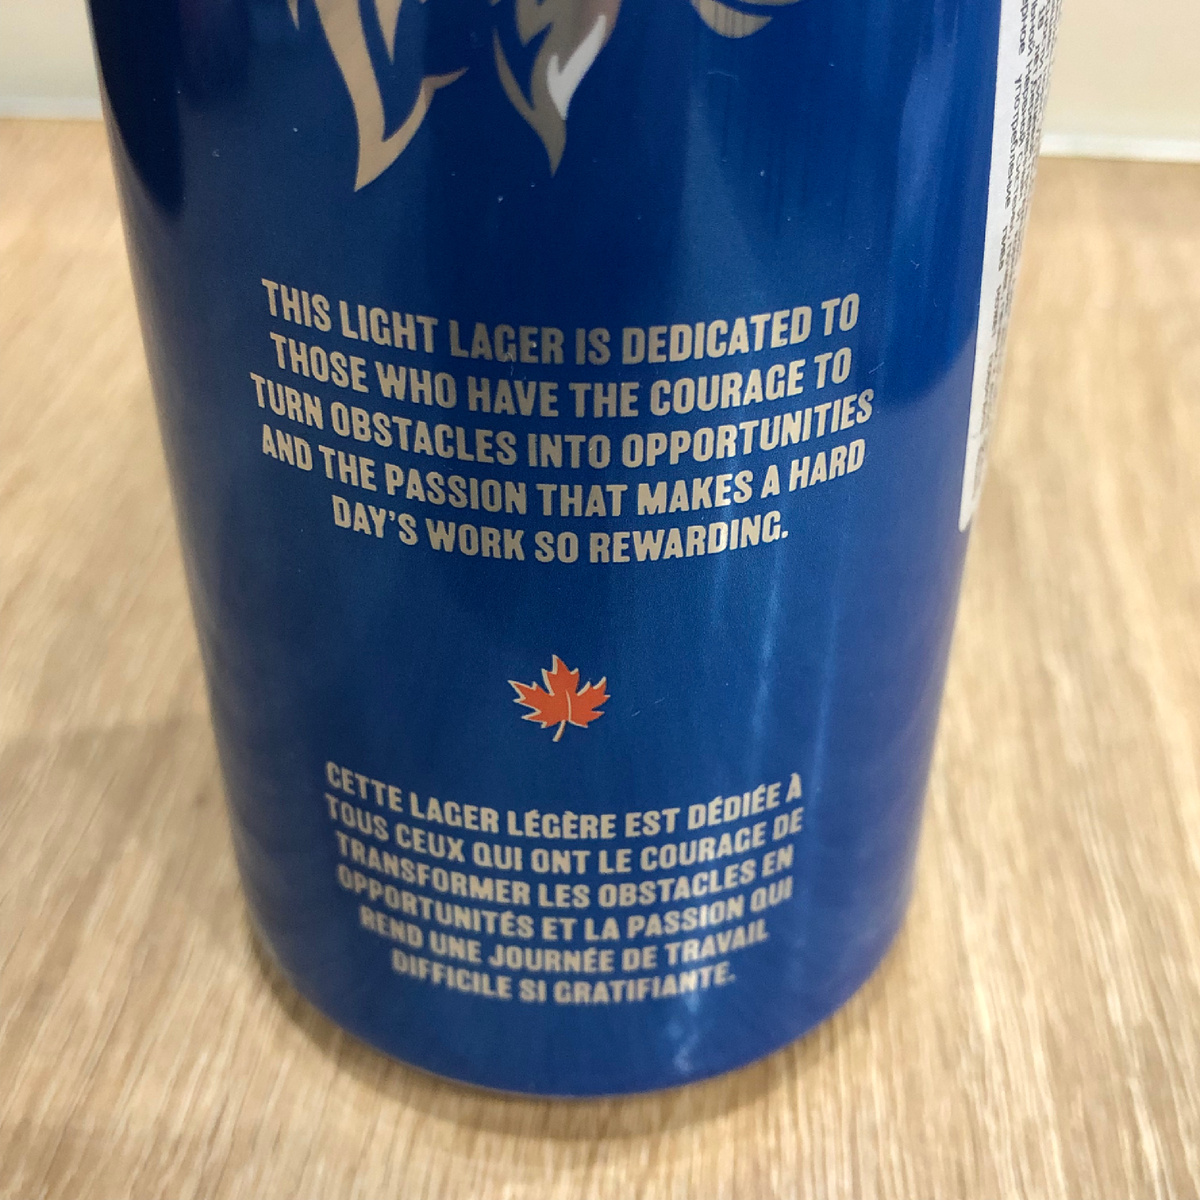 THIS LIGHT LAGER IS DEDICATED TO
THOSE WHO HAVE THE COURAGE TO
TURN OBSTACLES INTO OPPORTUNITIES
AND THE PASSION THAT MAKES A HARD
DAY'S WORK SO REWARDING.
CETTE LAGER LÉGÈRE EST DÉDIÉE À
TOUS CEUX QUI ONT LE COURAGE DE
TRANSFORMER LES OBSTACLES EN
OPPORTUNITÉS ET LA PASSION QUI
REND UNE JOURNÉE DE TRAVAIL
DIFFICILE SI GRATIFIANTE.